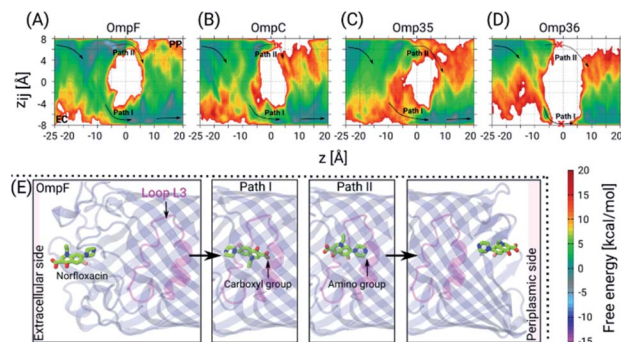 (A) OmpF
(B) OmpC
(C) Omp35
(D) Omp36
Zij [Å]
8
4
0
-4
-8
PP
Path II
Path I
EC
Path II
Path I
Path II
Path I
Path II
Path I
-25 -20 -10 0 10 20
-25 -20 -10 0 10 20
-25 -20 -10 0 10 20
-25 -20 -10 0 10 20
z [Å]
(E) OmpF
Loop L3
Path I
Path II
Extracellular side
Norfloxacin
Carboxyl group
Amino group
Periplasmic side
20
15
10
5
0
-5
-10
-15
Free energy [kcal/mol]